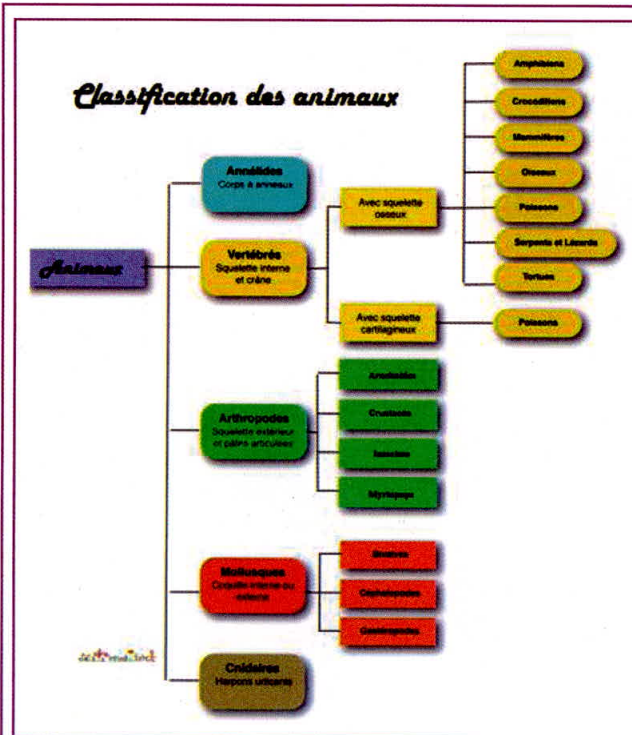 Classification des animaux
Animaux
Annélides
Corps à anneaux
Vertébrés
Squelette interne
et crâne
Avec squelette
osseux
Amphibiens
Crocodiliens
Mammifères
Oiseaux
Poissons
Serpents et Lézards
Tortues
Avec squelette
cartilagineux
Poissons
Arthropodes
Squelette extérieur
et pattes articulées
Arachnides
Crustacés
Insectes
Mollusques
Coquille interne ou
externe
Bivalves
Céphalopodes
Gastéropodes
Cnidaires
Harpons urticants